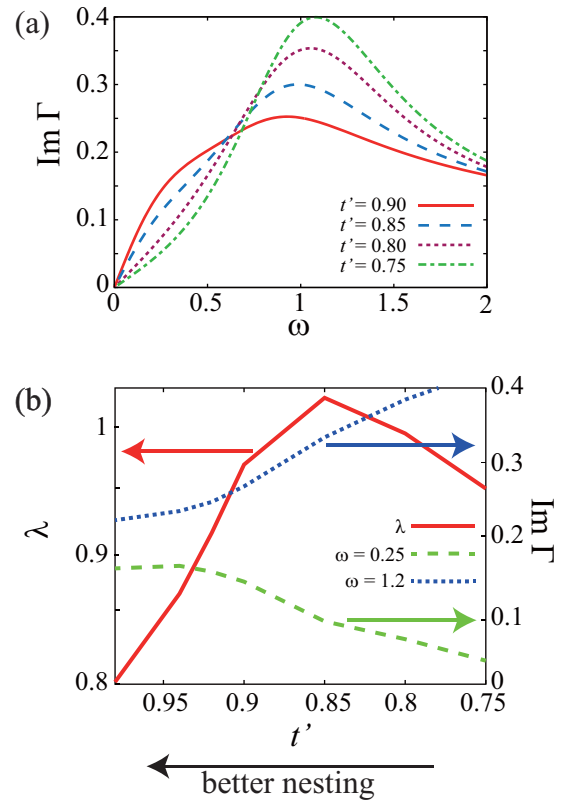 (a)
0.4
0.3
0.2
0.1
0
Im Γ
0 0.5 1 1.5 2
ω
t' = 0.90
t' = 0.85
t' = 0.80
t' = 0.75
(b)
1
0.9
0.8
λ
0.4
0.3
0.2
0.1
0
Im Γ
λ
ω = 0.25
ω = 1.2
0.95 0.9 0.85 0.8 0.75
t'
better nesting